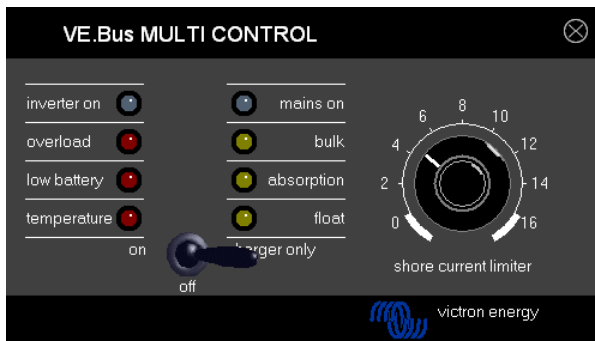 VE.Bus MULTI CONTROL
inverter on
overload
low battery
temperature
mains on
bulk
absorption
float
on
off
only
0
2
4
6
8
10
12
14
16
shore current limiter
victron energy